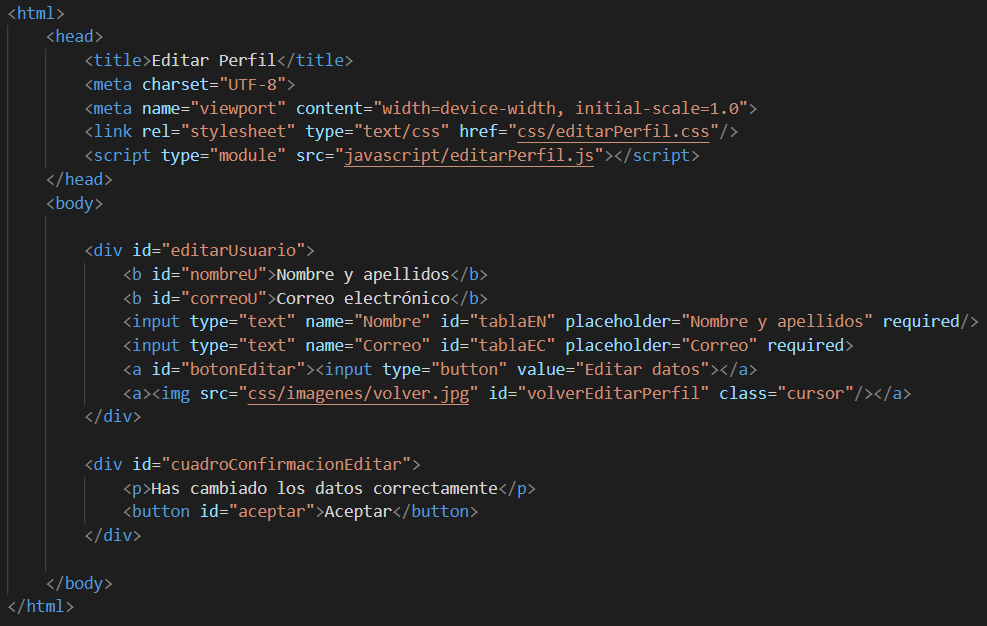 <html>
<head>
<title>Editar Perfil</title>
<meta charset="UTF-8">
<meta name="viewport" content="width=device-width, initial-scale=1.0">
<link rel="stylesheet" type="text/css" href="css/editarPerfil.css"/>
<script type="module" src="javascript/editarPerfil.js"></script>
</head>
<body>
<div id="editarUsuario">
<b id="nombreU">Nombre y apellidos</b>
<b id="correoU">Correo electrónico</b>
<input type="text" name="Nombre" id="tablaEN" placeholder="Nombre y apellidos" required/>
<input type="text" name="Correo" id="tablaEC" placeholder="Correo" required>
<a id="botonEditar"><input type="button" value="Editar datos"></a>
<a><img src="css/imagenes/volver.jpg" id="volverEditarPerfil" class="cursor"/></a>
</div>
<div id="cuadroConfirmacionEditar">
<p>Has cambiado los datos correctamente</p>
<button id="aceptar">Aceptar</button>
</div>
</body>
</html>